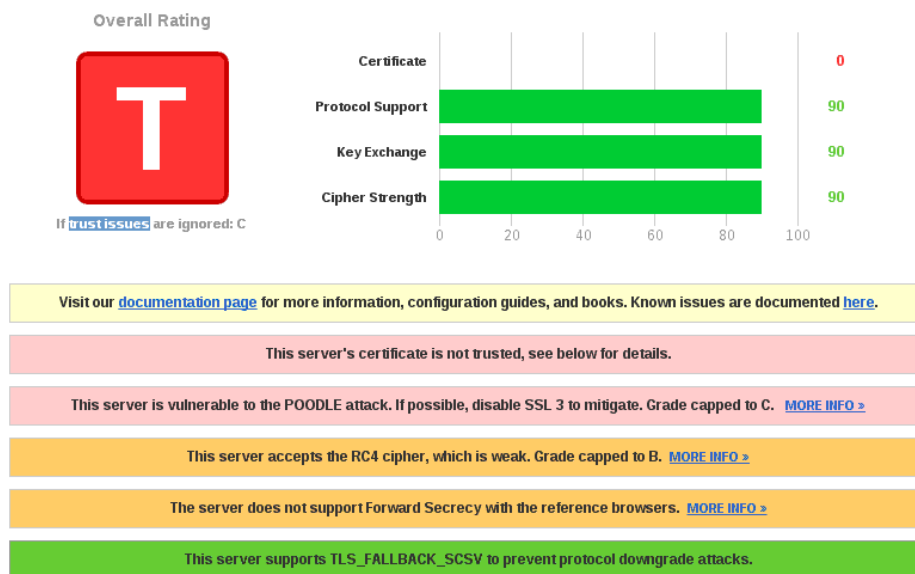 Overall Rating
T
If trust issues are ignored: C
Certificate 0
Protocol Support 90
Key Exchange 90
Cipher Strength 90
0 20 40 60 80 100
Visit our documentation page for more information, configuration guides, and books. Known issues are documented here.
This server's certificate is not trusted, see below for details.
This server is vulnerable to the POODLE attack. If possible, disable SSL 3 to mitigate. Grade capped to C. MORE INFO »
This server accepts the RC4 cipher, which is weak. Grade capped to B. MORE INFO »
The server does not support Forward Secrecy with the reference browsers. MORE INFO »
This server supports TLS_FALLBACK_SCSV to prevent protocol downgrade attacks.